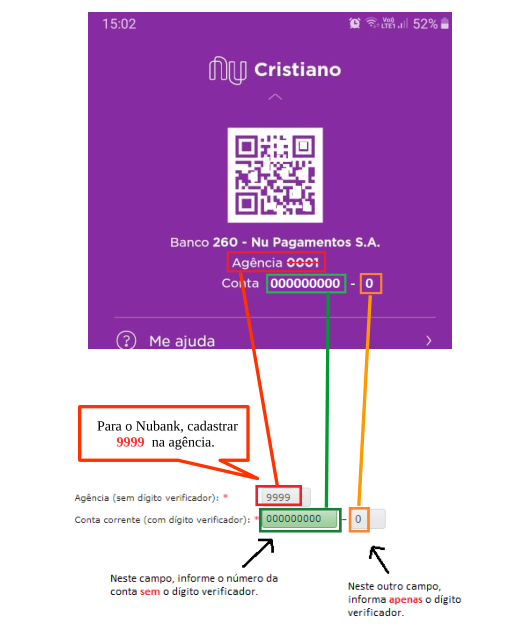 15:02 Vo)) LTE1 52%
nu Cristiano
Banco 260 - Nu Pagamentos S.A.
Agência 0001
Conta 000000000 - 0
? Me ajuda
Para o Nubank, cadastrar
9999 na agência.
Agência (sem dígito verificador): * 9999
Conta corrente (com dígito verificador): * 000000000 - 0
Neste campo, informe o número da
conta sem o dígito verificador.
Neste outro campo,
informa apenas o dígito
verificador.